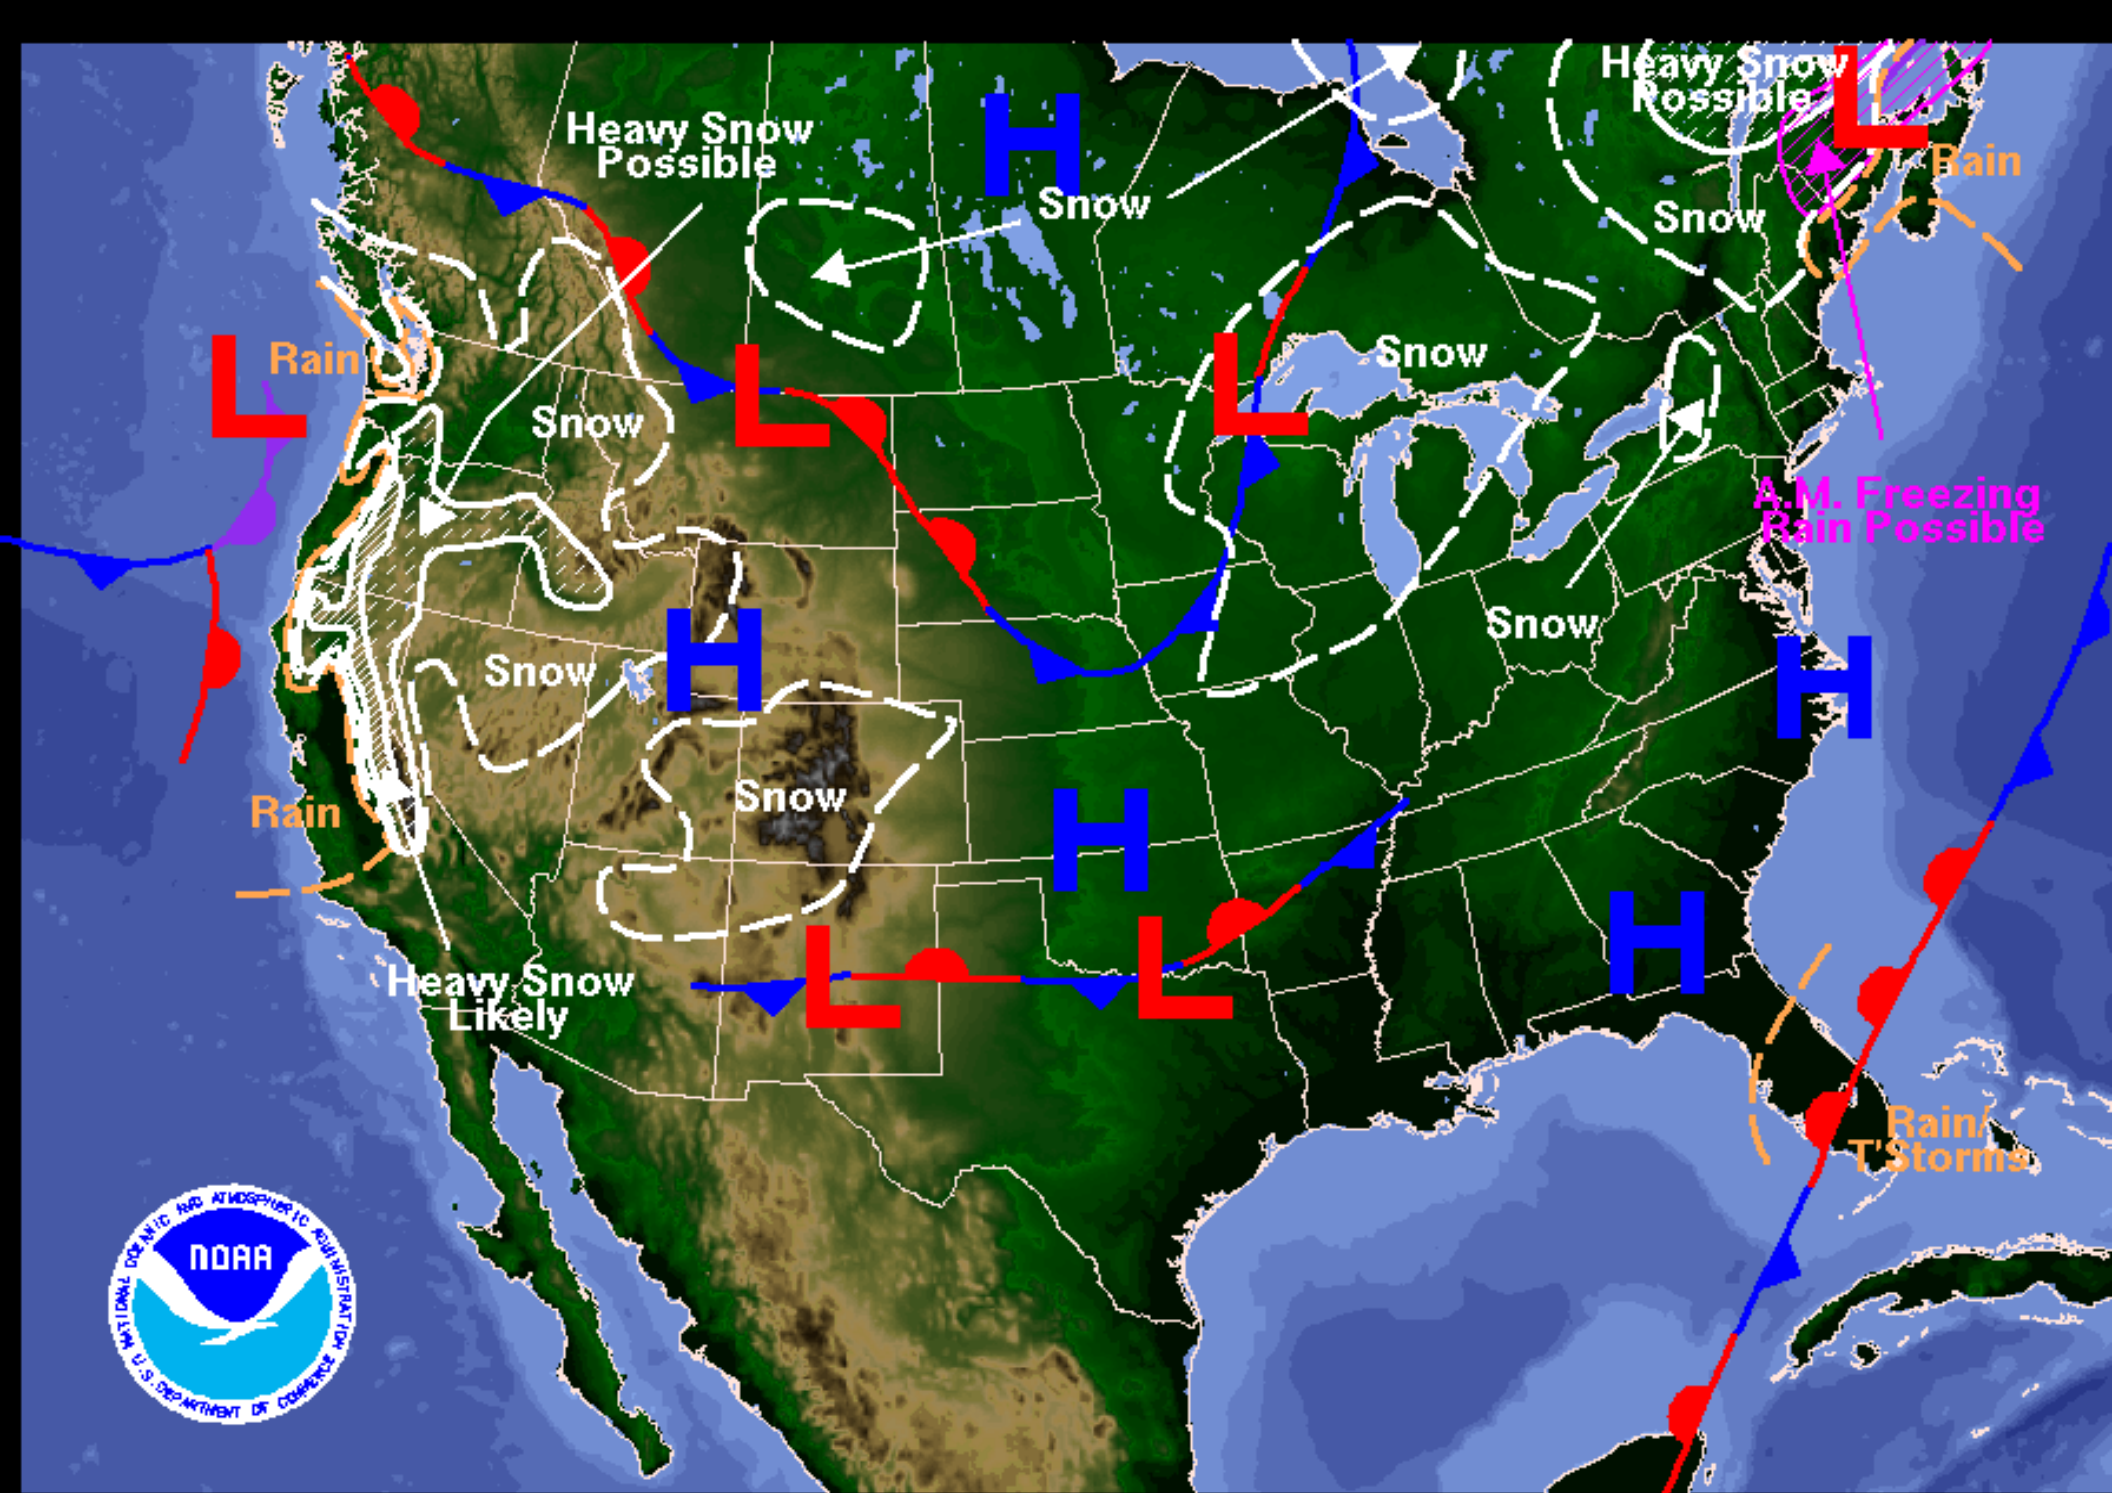 Heavy Snow
Possible
H
Heavy Snow
Possible
L
Rain
Snow
Snow
L
Rain
L
L
Snow
Snow
A.M. Freezing
Rain Possible
H
Snow
Snow
H
Rain
Snow
H
H
L
L
Heavy Snow
Likely
Rain/
T'Storms
NATIONAL OCEANIC AND ATMOSPHERIC ADMINISTRATION
NOAA
U.S. DEPARTMENT OF COMMERCE